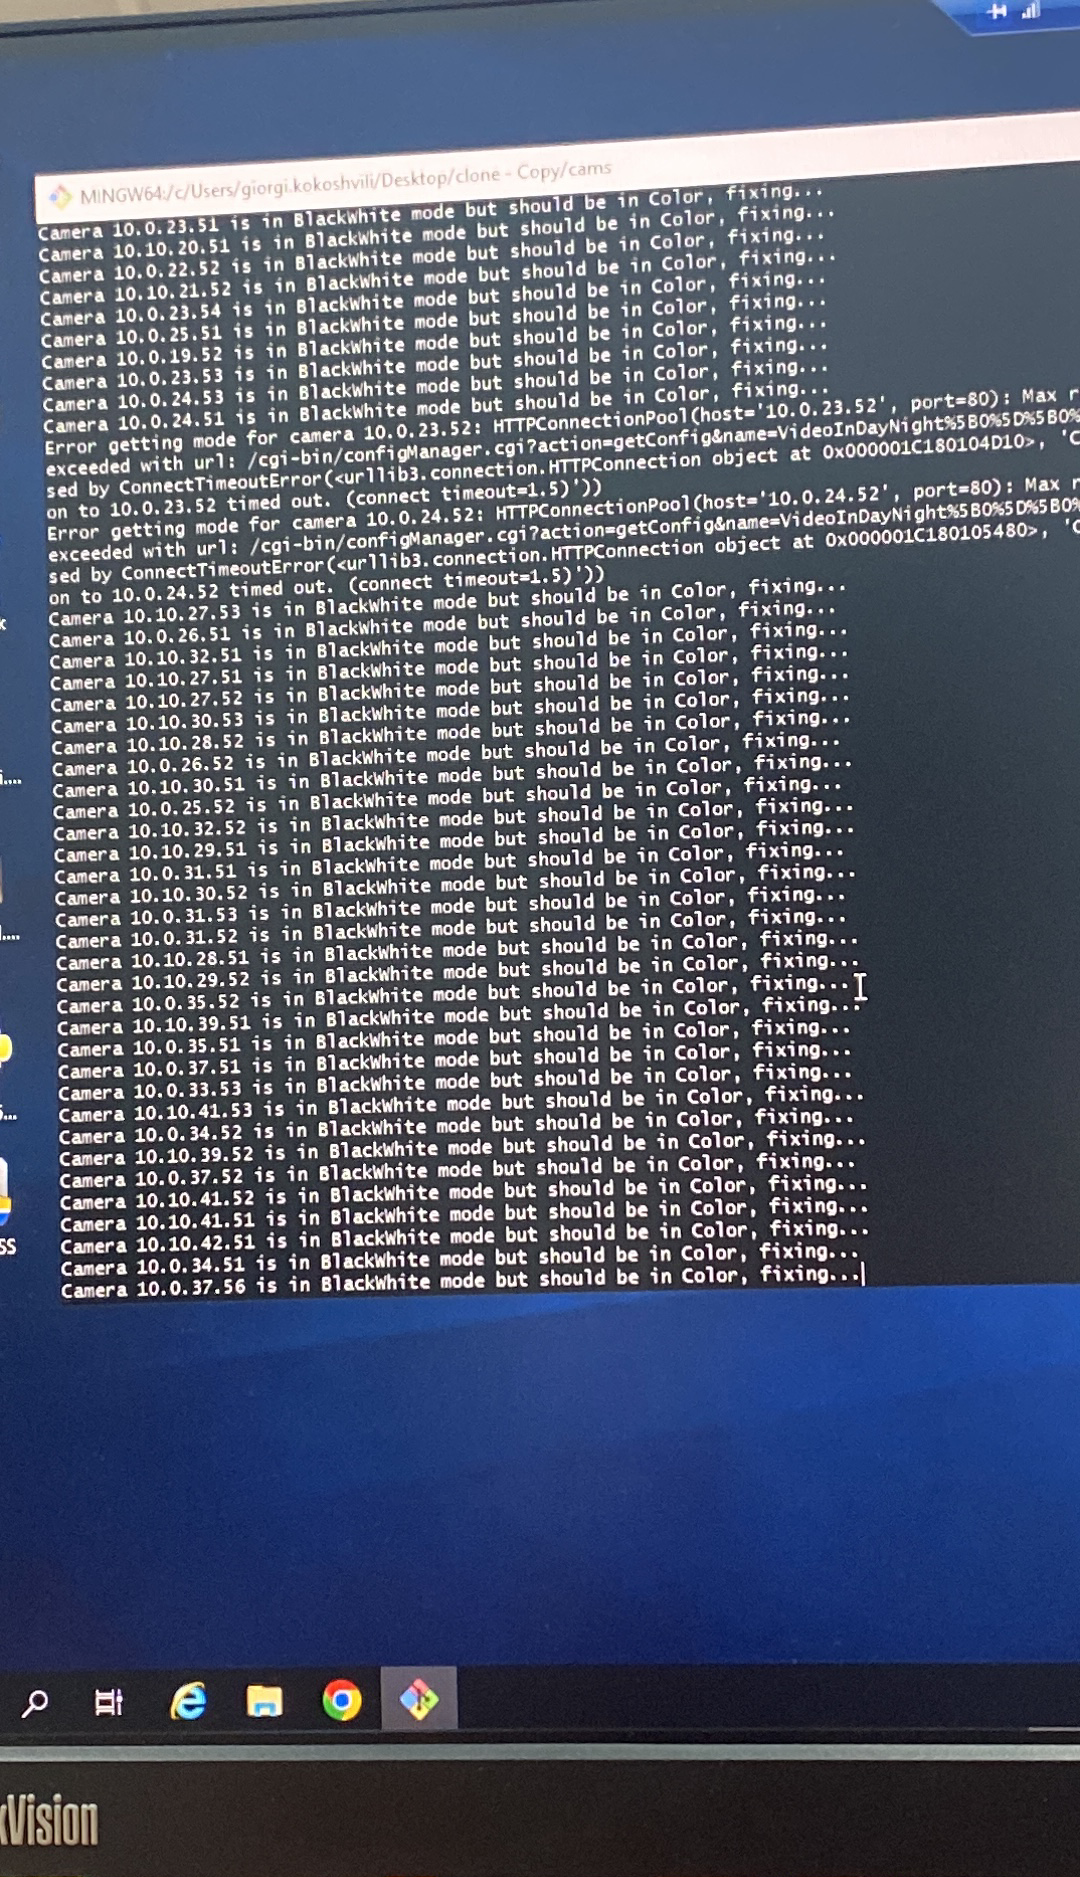 MINGW64:/c/Users/giorgi.kokoshvili/Desktop/clone - Copy/cams
Camera 10.0.23.51 is in BlackWhite mode but should be in Color, fixing...
Camera 10.10.20.51 is in BlackWhite mode but should be in Color, fixing...
Camera 10.0.22.52 is in BlackWhite mode but should be in Color, fixing...
Camera 10.10.21.52 is in BlackWhite mode but should be in Color, fixing...
Camera 10.0.23.54 is in BlackWhite mode but should be in Color, fixing...
Camera 10.0.25.51 is in BlackWhite mode but should be in Color, fixing...
Camera 10.0.19.52 is in BlackWhite mode but should be in Color, fixing...
Camera 10.0.23.53 is in BlackWhite mode but should be in Color, fixing...
Camera 10.0.24.53 is in BlackWhite mode but should be in Color, fixing...
Camera 10.0.24.51 is in BlackWhite mode but should be in Color, fixing...
Error getting mode for camera 10.0.23.52: HTTPConnectionPool(host='10.0.23.52', port=80): Max r
exceeded with url: /cgi-bin/configManager.cgi?action=getConfig&name=VideoInDayNight%5B0%5D%5B0%
sed by ConnectTimeoutError(<urllib3.connection.HTTPConnection object at 0x000001C180104D10>, 'C
on to 10.0.23.52 timed out. (connect timeout=1.5)'))
Error getting mode for camera 10.0.24.52: HTTPConnectionPool(host='10.0.24.52', port=80): Max r
exceeded with url: /cgi-bin/configManager.cgi?action=getConfig&name=VideoInDayNight%5B0%5D%5B0%
sed by ConnectTimeoutError(<urllib3.connection.HTTPConnection object at 0x000001C180105480>, 'C
on to 10.0.24.52 timed out. (connect timeout=1.5)'))
Camera 10.10.27.53 is in BlackWhite mode but should be in Color, fixing...
Camera 10.0.26.51 is in BlackWhite mode but should be in Color, fixing...
Camera 10.10.32.51 is in BlackWhite mode but should be in Color, fixing...
Camera 10.10.27.51 is in BlackWhite mode but should be in Color, fixing...
Camera 10.10.27.52 is in BlackWhite mode but should be in Color, fixing...
Camera 10.10.30.53 is in BlackWhite mode but should be in Color, fixing...
Camera 10.10.28.52 is in BlackWhite mode but should be in Color, fixing...
Camera 10.0.26.52 is in BlackWhite mode but should be in Color, fixing...
Camera 10.10.30.51 is in BlackWhite mode but should be in Color, fixing...
Camera 10.0.25.52 is in BlackWhite mode but should be in Color, fixing...
Camera 10.10.32.52 is in BlackWhite mode but should be in Color, fixing...
Camera 10.10.29.51 is in BlackWhite mode but should be in Color, fixing...
Camera 10.0.31.51 is in BlackWhite mode but should be in Color, fixing...
Camera 10.10.30.52 is in BlackWhite mode but should be in Color, fixing...
Camera 10.0.31.53 is in BlackWhite mode but should be in Color, fixing...
Camera 10.0.31.52 is in BlackWhite mode but should be in Color, fixing...
Camera 10.10.28.51 is in BlackWhite mode but should be in Color, fixing...
Camera 10.10.29.52 is in BlackWhite mode but should be in Color, fixing...
Camera 10.0.35.52 is in BlackWhite mode but should be in Color, fixing...
Camera 10.10.39.51 is in BlackWhite mode but should be in Color, fixing...
Camera 10.0.35.51 is in BlackWhite mode but should be in Color, fixing...
Camera 10.0.37.51 is in BlackWhite mode but should be in Color, fixing...
Camera 10.0.33.53 is in BlackWhite mode but should be in Color, fixing...
Camera 10.10.41.53 is in BlackWhite mode but should be in Color, fixing...
Camera 10.0.34.52 is in BlackWhite mode but should be in Color, fixing...
Camera 10.10.39.52 is in BlackWhite mode but should be in Color, fixing...
Camera 10.0.37.52 is in BlackWhite mode but should be in Color, fixing...
Camera 10.10.41.52 is in BlackWhite mode but should be in Color, fixing...
Camera 10.10.41.51 is in BlackWhite mode but should be in Color, fixing...
Camera 10.10.42.51 is in BlackWhite mode but should be in Color, fixing...
Camera 10.0.34.51 is in BlackWhite mode but should be in Color, fixing...
Camera 10.0.37.56 is in BlackWhite mode but should be in Color, fixing...
SS
xVision